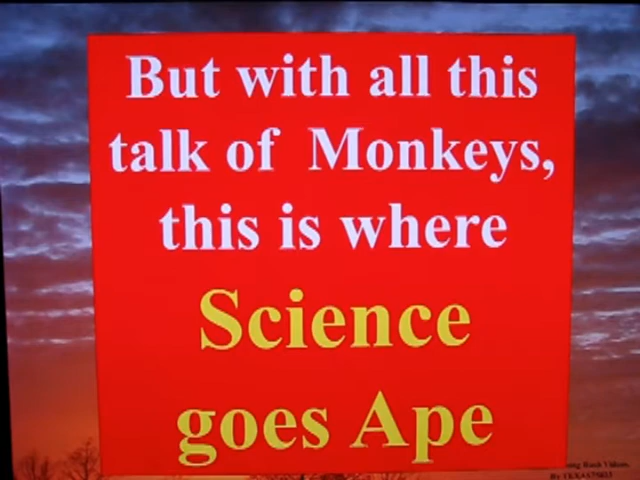 But with all this
talk of Monkeys,
this is where
Science
goes Ape